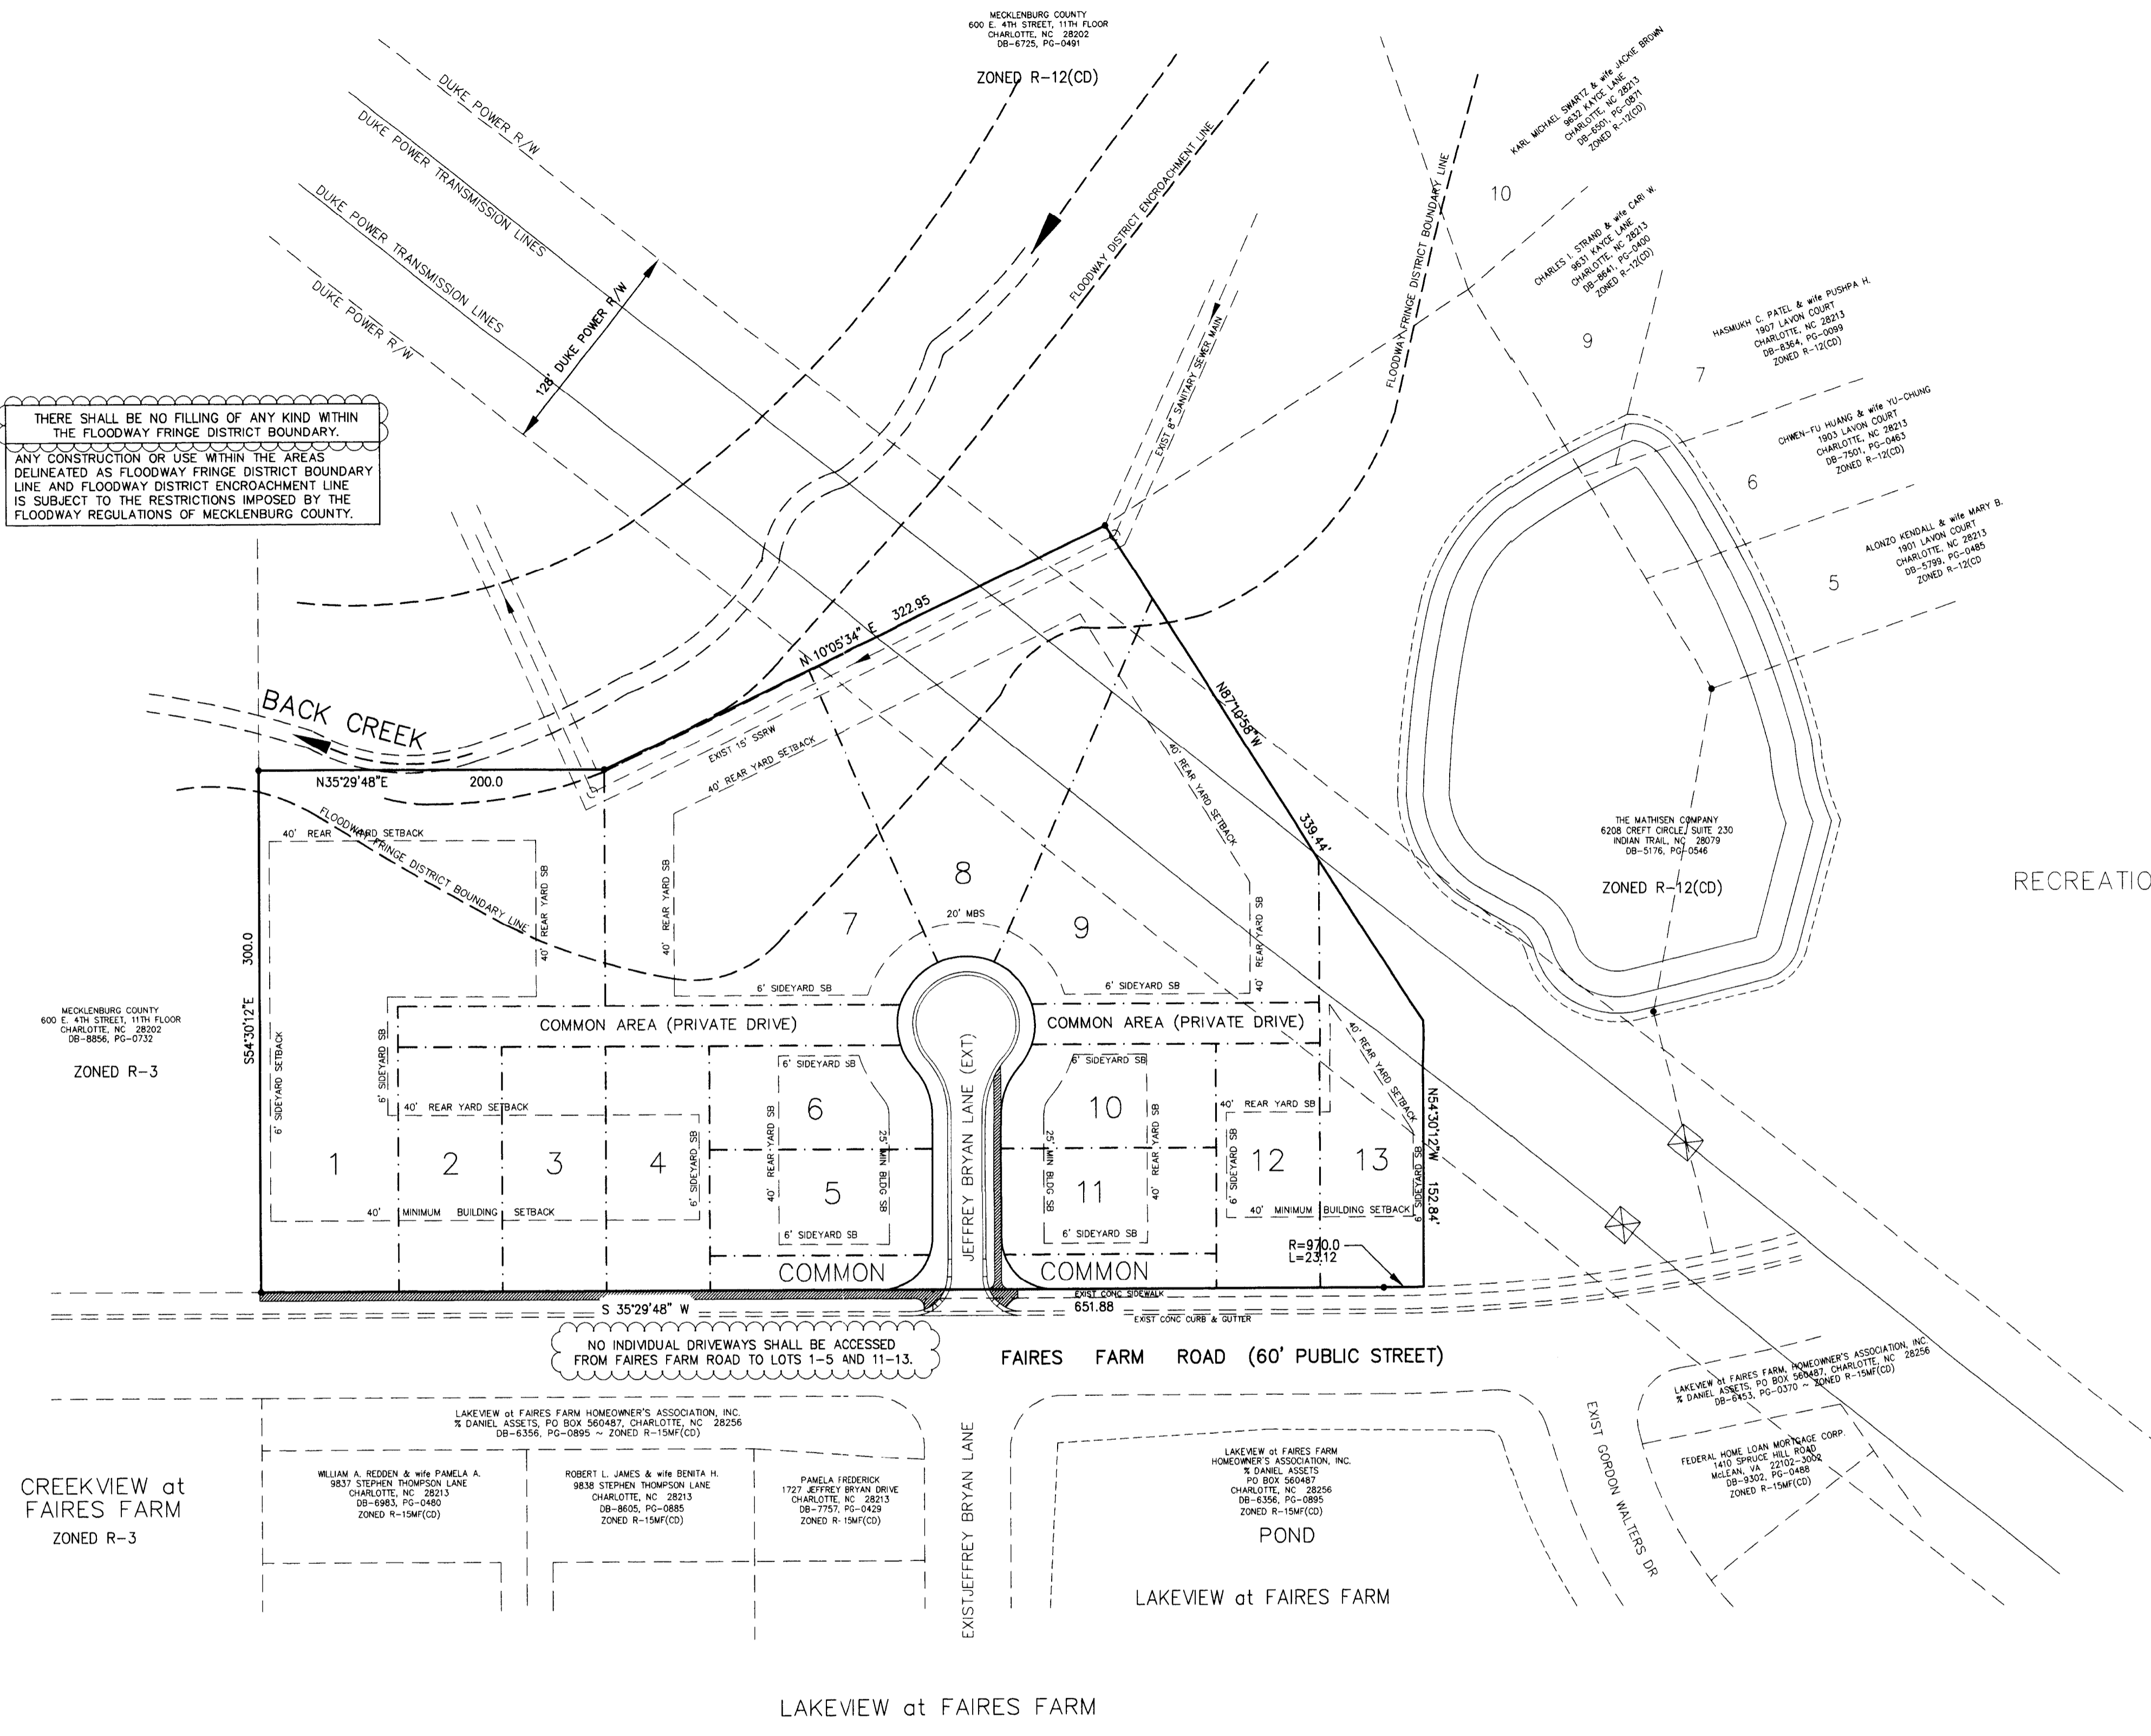 MECKLENBURG COUNTY
600 E. 4TH STREET, 11TH FLOOR
CHARLOTTE, NC 28202
DB-6725, PG-0491
ZONED R-12(CD)
KARL MICHAEL SWARTZ & wife JACKIE BROWN
9632 KAYCE LANE
CHARLOTTE, NC 28213
DB-6501, PG-0871
ZONED R-12(CD)
10
CHARLES I. STRAND & wife CARI W.
9631 KAYCE LANE
CHARLOTTE, NC 28213
DB-8641, PG-0400
ZONED R-12(CD)
9
HASMUKH C. PATEL & wife PUSHPA H.
1907 LAVON COURT
CHARLOTTE, NC 28213
DB-8364, PG-0099
ZONED R-12(CD)
7
CHWEN-FU HUANG & wife YU-CHUNG
1903 LAVON COURT
CHARLOTTE, NC 28213
DB-7501, PG-0463
ZONED R-12(CD)
6
ALONZO KENDALL & wife MARY B.
1901 LAVON COURT
CHARLOTTE, NC 28213
DB-5799, PG-0485
ZONED R-12(CD
5
DUKE POWER R/W
DUKE POWER TRANSMISSION LINES
DUKE POWER TRANSMISSION LINES
DUKE POWER R/W
128' DUKE POWER R/W
FLOODWAY DISTRICT ENCROACHMENT LINE
FLOODWAY FRINGE DISTRICT BOUNDARY LINE
EXIST 8" SANITARY SEWER MAIN
THERE SHALL BE NO FILLING OF ANY KIND WITHIN
THE FLOODWAY FRINGE DISTRICT BOUNDARY.
ANY CONSTRUCTION OR USE WITHIN THE AREAS
DELINEATED AS FLOODWAY FRINGE DISTRICT BOUNDARY
LINE AND FLOODWAY DISTRICT ENCROACHMENT LINE
IS SUBJECT TO THE RESTRICTIONS IMPOSED BY THE
FLOODWAY REGULATIONS OF MECKLENBURG COUNTY.
BACK CREEK
N 10°05'34" E 322.95
EXIST 15' SSRW
40' REAR YARD SETBACK
N87°10'58"W
339.44'
40' REAR YARD SETBACK
N35°29'48"E 200.0
FLOODWAY FRINGE DISTRICT BOUNDARY LINE
40' REAR YARD SETBACK
40' REAR YARD SB
40' REAR YARD SB
40' REAR YARD SB
THE MATHISEN COMPANY
6208 CREFT CIRCLE, SUITE 230
INDIAN TRAIL, NC 28079
DB-5176, PG-0546
ZONED R-12(CD)
RECREATIO
8
7
20' MBS
9
6' SIDEYARD SB
6' SIDEYARD SB
S54°30'12"E 300.0
MECKLENBURG COUNTY
600 E. 4TH STREET, 11TH FLOOR
CHARLOTTE, NC 28202
DB-8856, PG-0732
ZONED R-3
COMMON AREA (PRIVATE DRIVE)
COMMON AREA (PRIVATE DRIVE)
6' SIDEYARD SETBACK
6' SIDEYARD SB
40' REAR YARD SETBACK
6' SIDEYARD SB
1
2
3
4
40' MINIMUM BUILDING SETBACK
6' SIDEYARD SB
6
40' REAR YARD SB
25' MIN BLDG SB
5
6' SIDEYARD SB
JEFFREY BRYAN LANE (EXT)
6' SIDEYARD SB
10
25' MIN BLDG SB
40' REAR YARD SB
11
6' SIDEYARD SB
40' REAR YARD SB
40' REAR YARD SETBACK
6' SIDEYARD SB
12
13
6' SIDEYARD SB
N54°30'12"W 152.84'
40' MINIMUM BUILDING SETBACK
R=970.0
L=23.12
COMMON
COMMON
S 35°29'48" W
651.88
EXIST CONC SIDEWALK
EXIST CONC CURB & GUTTER
NO INDIVIDUAL DRIVEWAYS SHALL BE ACCESSED
FROM FAIRES FARM ROAD TO LOTS 1-5 AND 11-13.
FAIRES FARM ROAD (60' PUBLIC STREET)
LAKEVIEW at FAIRES FARM HOMEOWNER'S ASSOCIATION, INC.
% DANIEL ASSETS, PO BOX 560487, CHARLOTTE, NC 28256
DB-6356, PG-0895 ~ ZONED R-15MF(CD)
LAKEVIEW at FAIRES FARM, HOMEOWNER'S ASSOCIATION, INC.
% DANIEL ASSETS, PO BOX 560487, CHARLOTTE, NC 28256
DB-6453, PG-0370 ~ ZONED R-15MF(CD)
CREEKVIEW at
FAIRES FARM
ZONED R-3
WILLIAM A. REDDEN & wife PAMELA A.
9837 STEPHEN THOMPSON LANE
CHARLOTTE, NC 28213
DB-6983, PG-0480
ZONED R-15MF(CD)
ROBERT L. JAMES & wife BENITA H.
9838 STEPHEN THOMPSON LANE
CHARLOTTE, NC 28213
DB-8605, PG-0885
ZONED R-15MF(CD)
PAMELA FREDERICK
1727 JEFFREY BRYAN DRIVE
CHARLOTTE, NC 28213
DB-7757, PG-0429
ZONED R-15MF(CD)
EXISTJEFFREY BRYAN LANE
LAKEVIEW at FAIRES FARM
HOMEOWNER'S ASSOCIATION, INC.
% DANIEL ASSETS
PO BOX 560487
CHARLOTTE, NC 28256
DB-6356, PG-0895
ZONED R-15MF(CD)
POND
EXIST GORDON WALTERS DR
FEDERAL HOME LOAN MORTGAGE CORP.
1410 SPRUCE HILL ROAD
McLEAN, VA 22102-3002
DB-9302, PG-0488
ZONED R-15MF(CD)
LAKEVIEW at FAIRES FARM
LAKEVIEW at FAIRES FARM